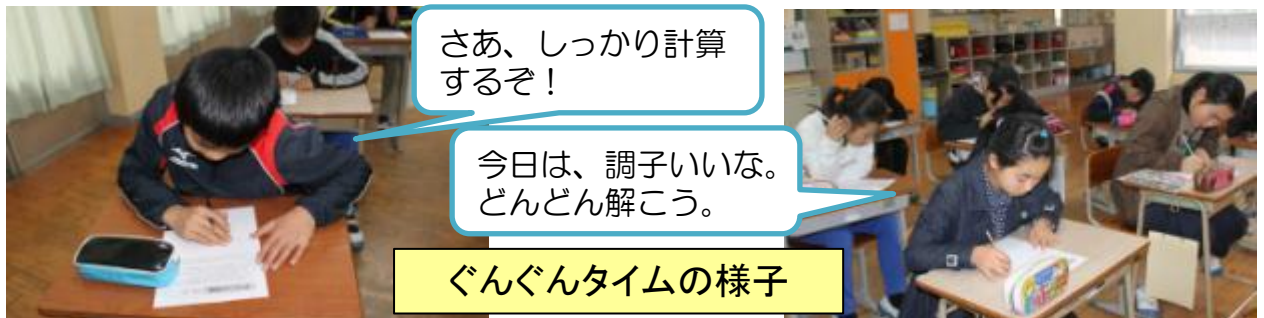 さあ、しっかり計算
するぞ！
今日は、調子いいな。
どんどん解こう。
ぐんぐんタイムの様子